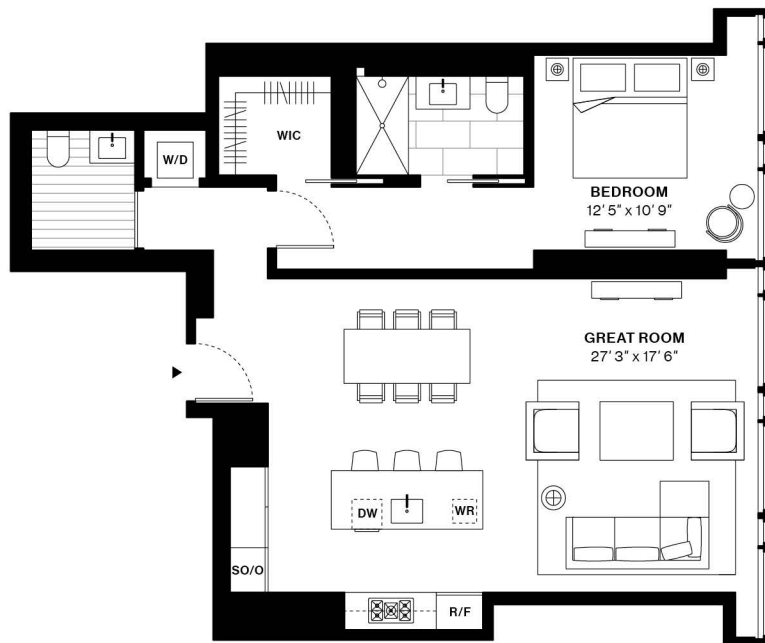 WIC
W/D
BEDROOM
12' 5" x 10' 9"
GREAT ROOM
27' 3" x 17' 6"
DW
WR
SO/O
R/F